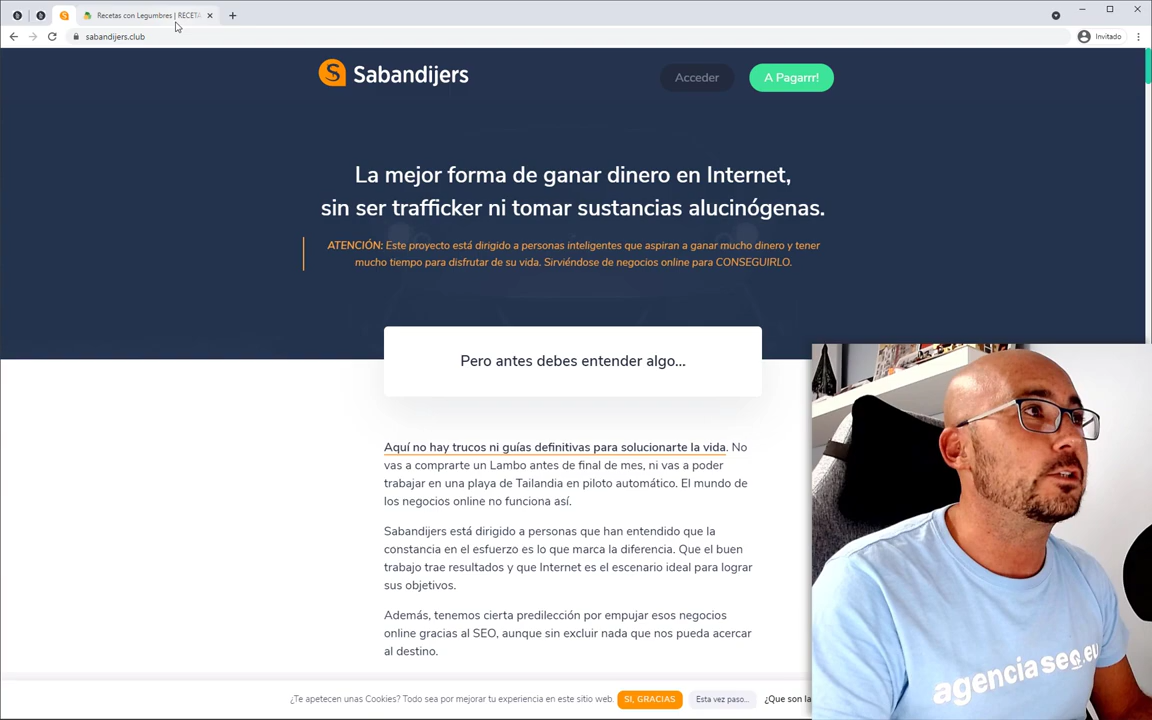 Recetas con Legumbres | RECETA
sabandijers.club
Invitado
Sabandijers
Acceder
A Pagarrr!
La mejor forma de ganar dinero en Internet,
sin ser trafficker ni tomar sustancias alucinógenas.
ATENCIÓN: Este proyecto está dirigido a personas inteligentes que aspiran a ganar mucho dinero y tener
mucho tiempo para disfrutar de su vida. Sirviéndose de negocios online para CONSEGUIRLO.
Pero antes debes entender algo...
Aquí no hay trucos ni guías definitivas para solucionarte la vida. No
vas a comprarte un Lambo antes de final de mes, ni vas a poder
trabajar en una playa de Tailandia en piloto automático. El mundo de
los negocios online no funciona así.
Sabandijers está dirigido a personas que han entendido que la
constancia en el esfuerzo es lo que marca la diferencia. Que el buen
trabajo trae resultados y que Internet es el escenario ideal para lograr
sus objetivos.
Además, tenemos cierta predilección por empujar esos negocios
online gracias al SEO, aunque sin excluir nada que nos pueda acercar
al destino.
agenciaseo.eu
¿Te apetecen unas Cookies? Todo sea por mejorar tu experiencia en este sitio web.
SI, GRACIAS
Esta vez paso...
¿Que son la